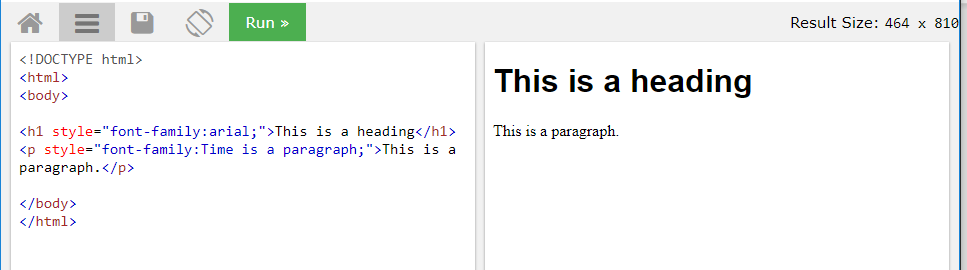 Run » Result Size: 464 x 810
<!DOCTYPE html>
<html>
<body>
<h1 style="font-family:arial;">This is a heading</h1>
<p style="font-family:Time is a paragraph;">This is a
paragraph.</p>
</body>
</html>
This is a heading
This is a paragraph.